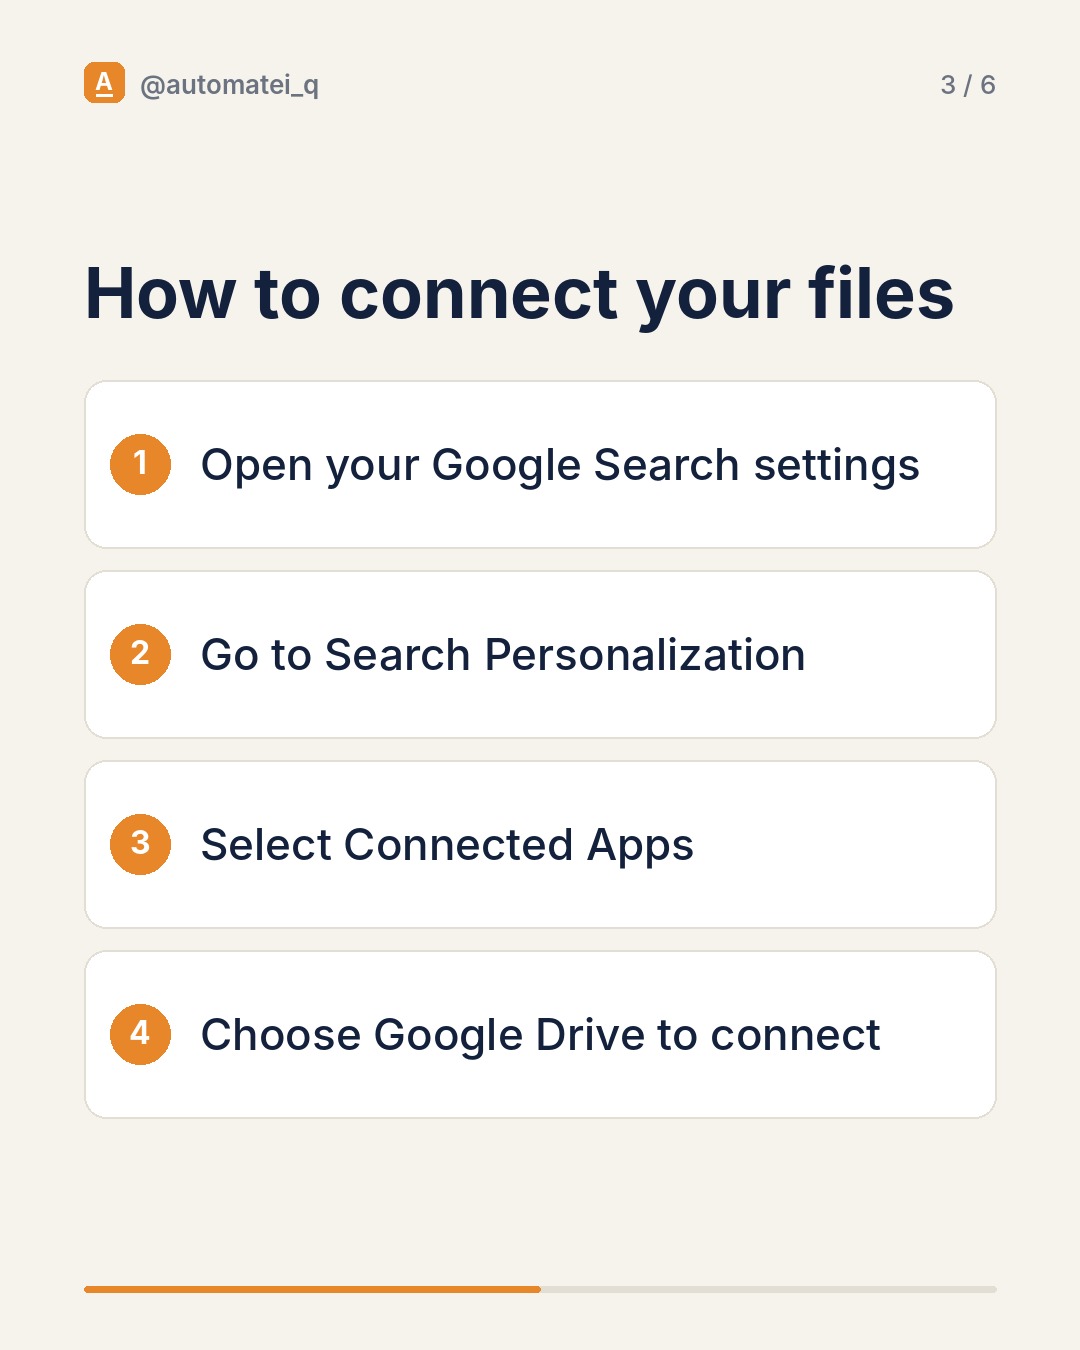 A
@automatei_q
3 / 6
How to connect your files
1 Open your Google Search settings
2 Go to Search Personalization
3 Select Connected Apps
4 Choose Google Drive to connect